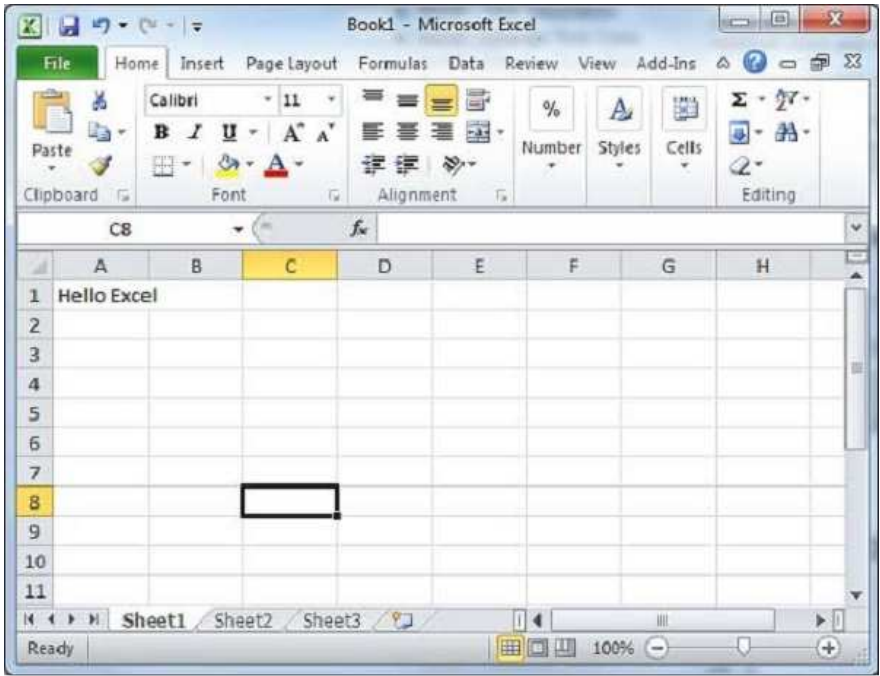 Book1 - Microsoft Excel
File Home Insert Page Layout Formulas Data Review View Add-Ins
Calibri 11
B I U A A
Paste
% Number Styles Cells
Clipboard Font Alignment Editing
C8 fx
A B C D E F G H
1 Hello Excel
2
3
4
5
6
7
8
9
10
11
Sheet1 Sheet2 Sheet3
Ready 100%